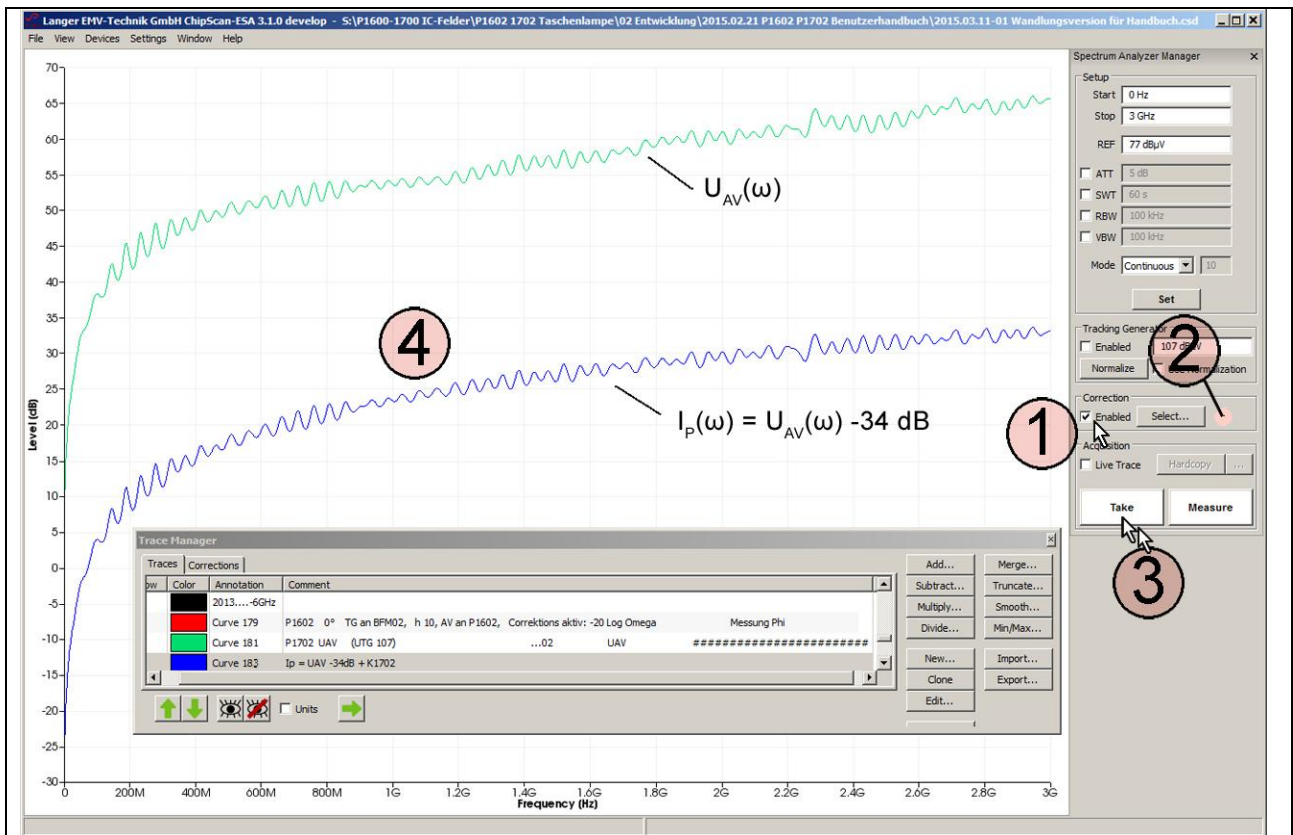 Langer EMV-Technik GmbH ChipScan-ESA 3.1.0 develop - S:\P1600-1700 IC-Felder\P1602 1702 Taschenlampe\02 Entwicklung\2015.02.21 P1602 P1702 Benutzerhandbuch\2015.03.11-01 Wandlungsversion für Handbuch.csd
File View Devices Settings Window Help
Spectrum Analyzer Manager x
Setup
Start 0 Hz
Stop 3 GHz
REF 77 dBµV
ATT 5 dB
SWT 60 s
RBW 100 kHz
VBW 100 kHz
Mode Continuous 10
Set
Tracking Generator
Enabled 107
Normalize
Correction
Enabled Select...
Acquisition
Live Trace Hardcopy ...
Take Measure
1
2
3
4
Level (dB)
70
65
60
55
50
45
40
35
30
25
20
15
10
5
0
-5
-10
-15
-20
-25
-30
U_AV(ω)
I_P(ω) = U_AV(ω) -34 dB
Trace Manager x
Traces Corrections
Color Annotation Comment
2013....-6GHz
Curve 179 P1602 0° TG an BFM02, h 10, AV an P1602, Correktions aktiv: -20 Log Omega Messung Phi
Curve 181 P1702 UAV (UTG 107) ...02 UAV ########################
Curve 183 Ip = UAV -34dB + K1702
Units
Add... Merge...
Subtract... Truncate...
Multiply... Smooth...
Divide... Min/Max...
New... Import...
Clone Export...
Edit...
0 200M 400M 600M 800M 1G 1.2G 1.4G 1.6G 1.8G 2G 2.2G 2.4G 2.6G 2.8G 3G
Frequency (Hz)